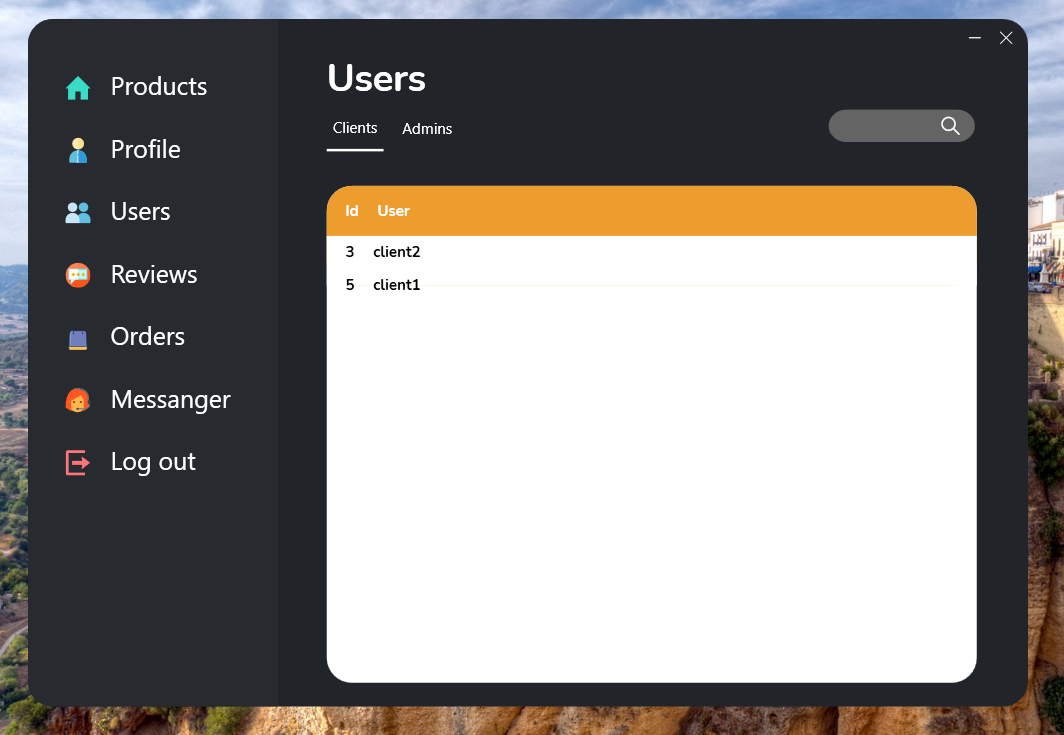 Products
Profile
Users
Reviews
Orders
Messanger
Log out
Users
Clients Admins
Id User
3 client2
5 client1